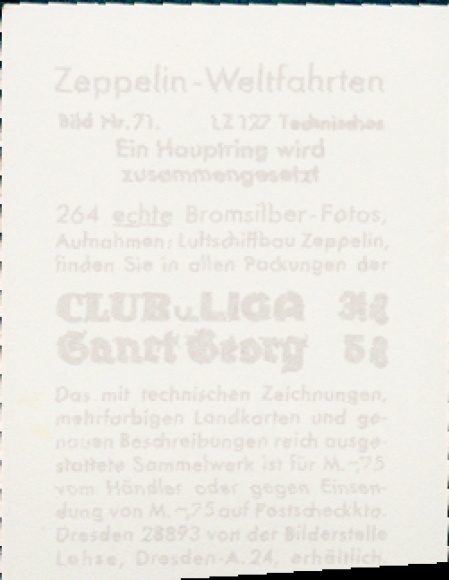 Zeppelin-Weltfahrten
Bild Nr. 71. LZ 127 Technisches
Ein Hauptring wird
zusammengesetzt
264 echte Bromsilber-Fotos,
Aufnahmen: Luftschiffbau Zeppelin,
finden Sie in allen Packungen der
CLUB u. LIGA
Sanct Georg 5
Das mit technischen Zeichnungen,
mehrfarbigen Landkarten und ge-
nauen Beschreibungen reich ausge-
stattete Sammelwerk ist für M. -,75
vom Händler oder gegen Einsen-
dung von M. -,75 auf Postscheckkto.
Dresden 28893 von der Bilderstelle
Lohse, Dresden-A. 24, erhältlich.